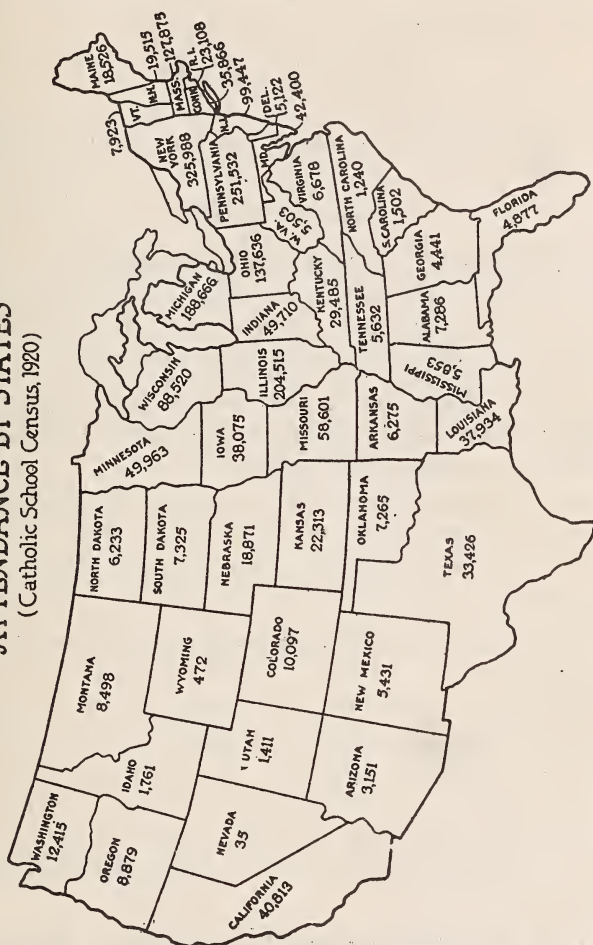 ATTENDANCE BY STATES
(Catholic School Census, 1920)
WASHINGTON
12,415
OREGON
8,879
CALIFORNIA
40,813
NEVADA
35
IDAHO
1,761
MONTANA
8,498
WYOMING
472
UTAH
1,411
ARIZONA
3,151
COLORADO
10,097
NEW MEXICO
5,431
NORTH DAKOTA
6,233
SOUTH DAKOTA
7,325
NEBRASKA
18,871
KANSAS
22,313
OKLAHOMA
7,265
TEXAS
33,426
MINNESOTA
49,963
IOWA
38,075
MISSOURI
58,601
ARKANSAS
6,275
LOUISIANA
37,934
WISCONSIN
88,520
ILLINOIS
204,515
MICHIGAN
188,666
INDIANA
49,710
OHIO
137,636
KENTUCKY
29,485
TENNESSEE
5,632
MISSISSIPPI
5,853
ALABAMA
7,286
GEORGIA
4,441
FLORIDA
4,877
S. CAROLINA
1,502
NORTH CAROLINA
1,240
VIRGINIA
6,678
W. VA.
5,503
PENNSYLVANIA
251,532
NEW
YORK
325,988
7,923
VT.
N.H.
19,515
MAINE
18,526
MASS.
127,875
R.I.
23,108
CONN.
35,866
N.J.
99,447
DEL.
MD.
42,400